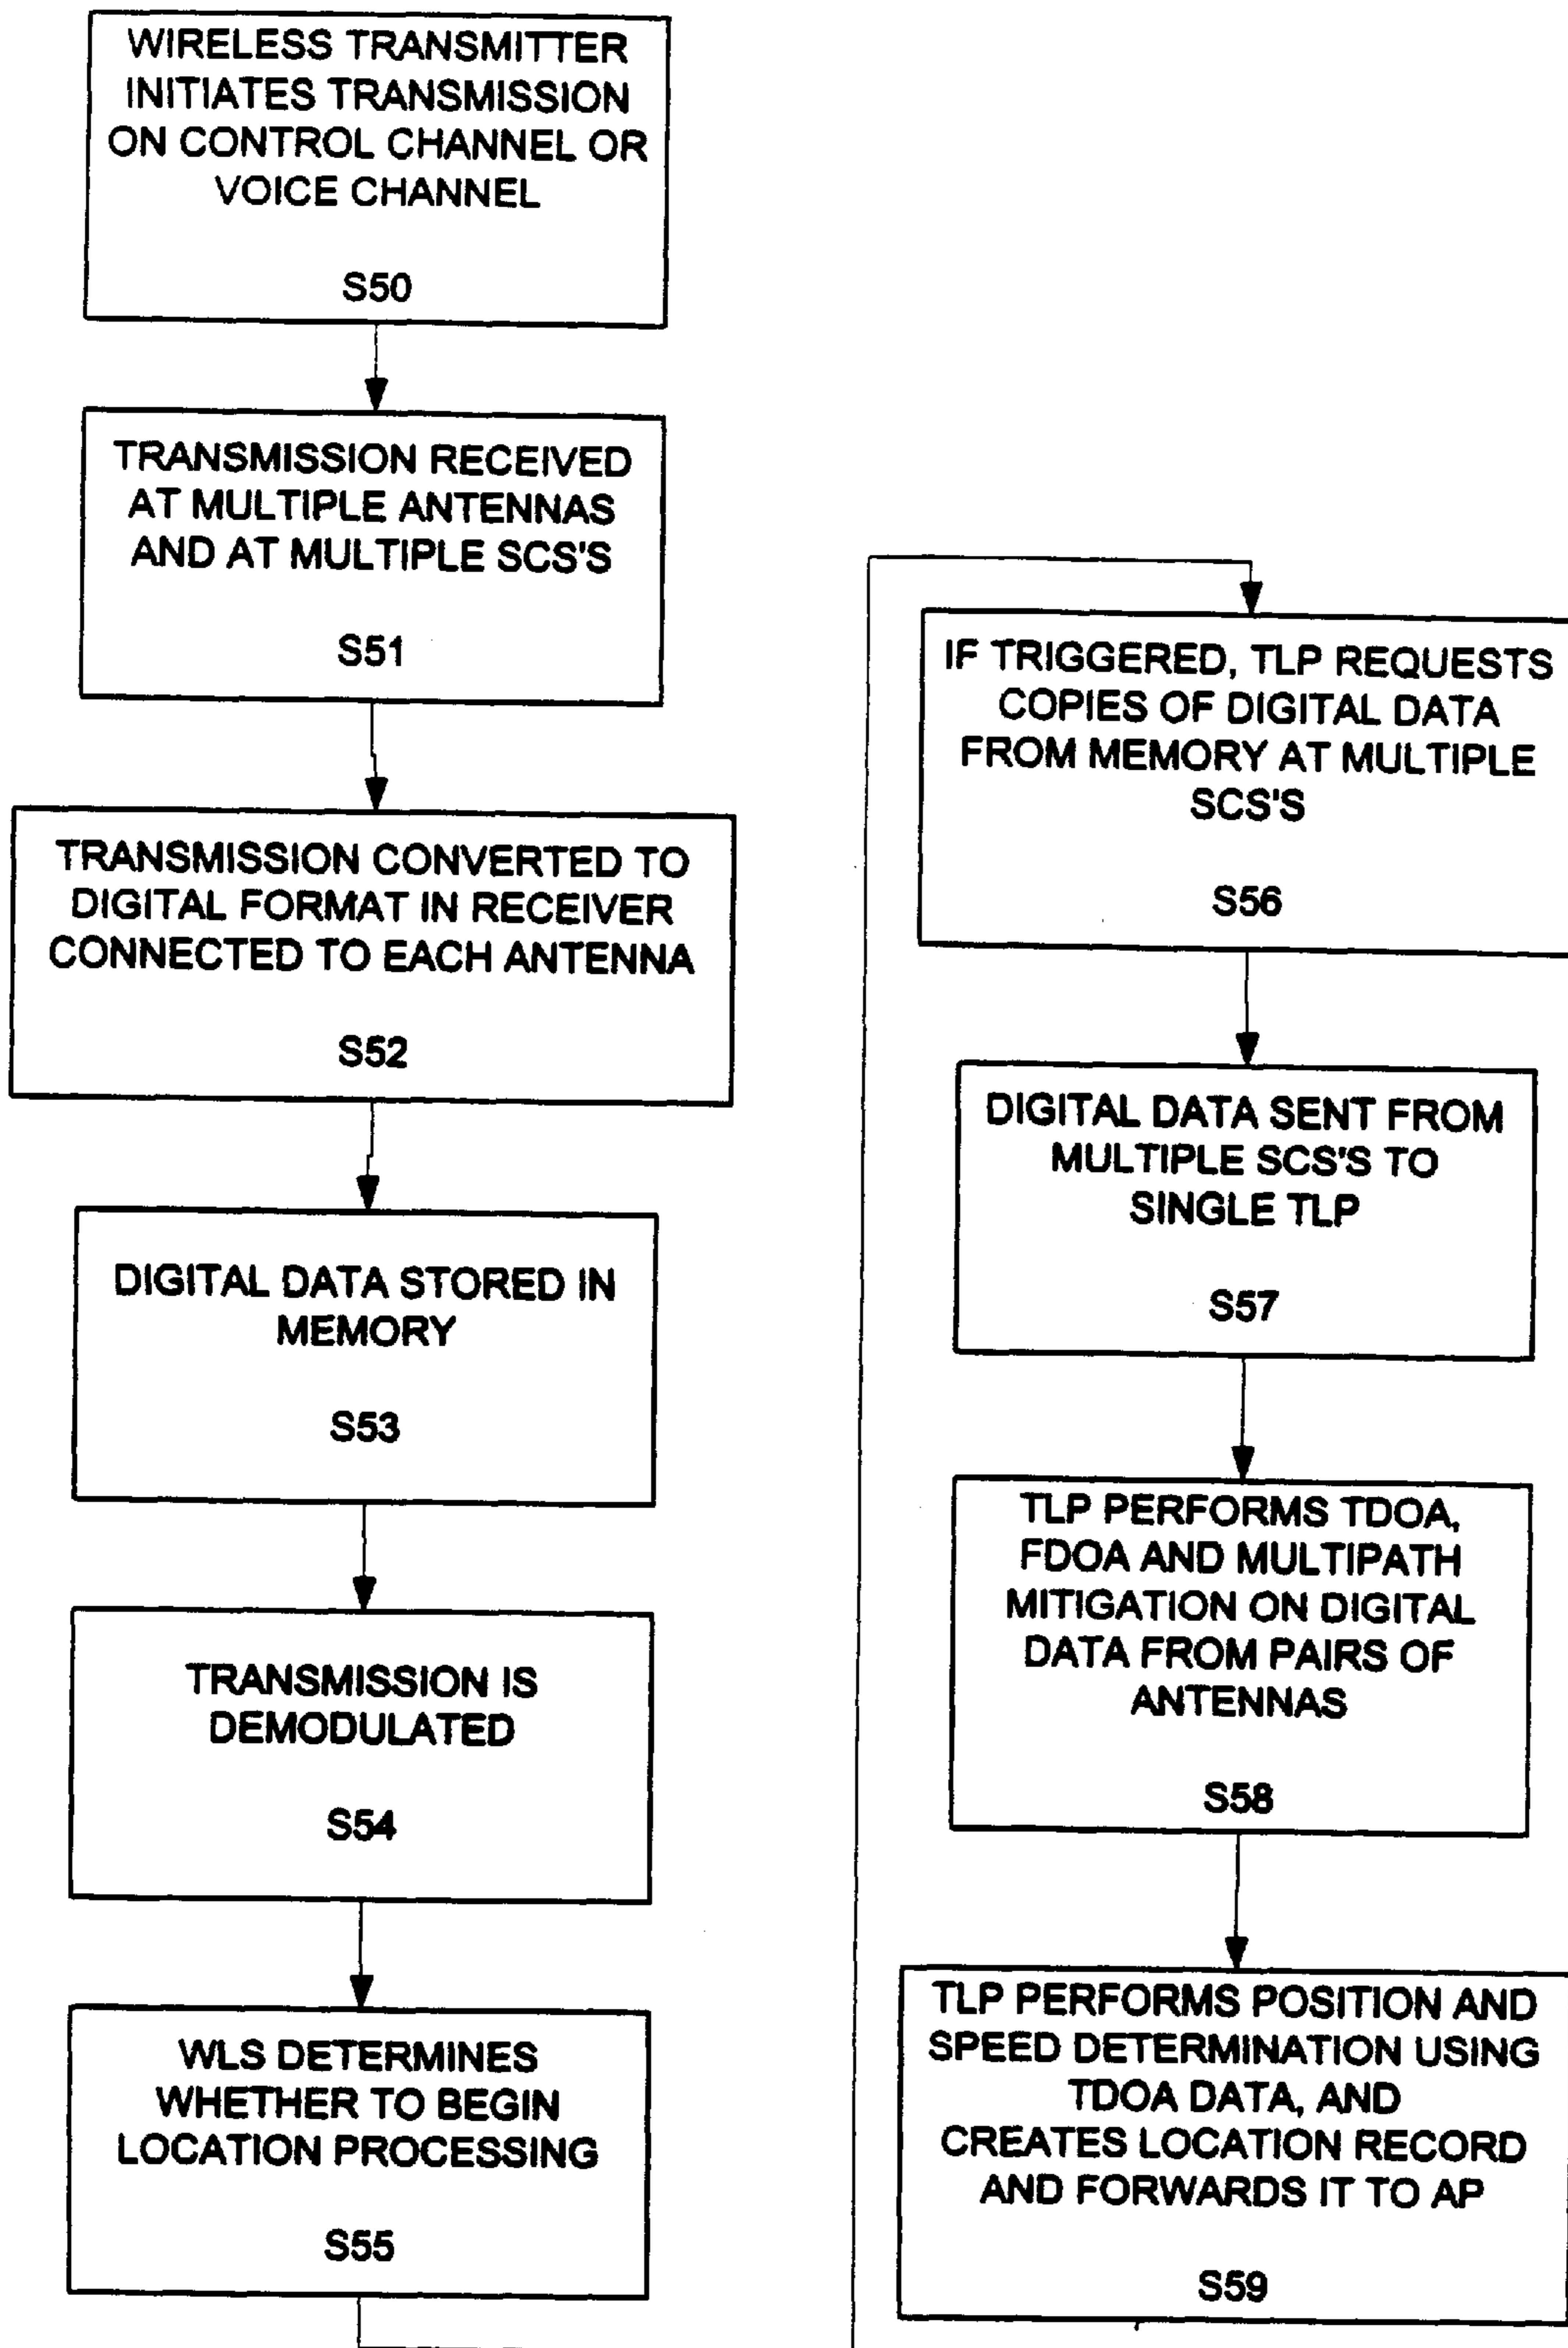 WIRELESS TRANSMITTER
INITIATES TRANSMISSION
ON CONTROL CHANNEL OR
VOICE CHANNEL
S50
TRANSMISSION RECEIVED
AT MULTIPLE ANTENNAS
AND AT MULTIPLE SCS'S
S51
TRANSMISSION CONVERTED TO
DIGITAL FORMAT IN RECEIVER
CONNECTED TO EACH ANTENNA
S52
DIGITAL DATA STORED IN
MEMORY
S53
TRANSMISSION IS
DEMODULATED
S54
WLS DETERMINES
WHETHER TO BEGIN
LOCATION PROCESSING
S55
IF TRIGGERED, TLP REQUESTS
COPIES OF DIGITAL DATA
FROM MEMORY AT MULTIPLE
SCS'S
S56
DIGITAL DATA SENT FROM
MULTIPLE SCS'S TO
SINGLE TLP
S57
TLP PERFORMS TDOA,
FDOA AND MULTIPATH
MITIGATION ON DIGITAL
DATA FROM PAIRS OF
ANTENNAS
S58
TLP PERFORMS POSITION AND
SPEED DETERMINATION USING
TDOA DATA, AND
CREATES LOCATION RECORD
AND FORWARDS IT TO AP
S59